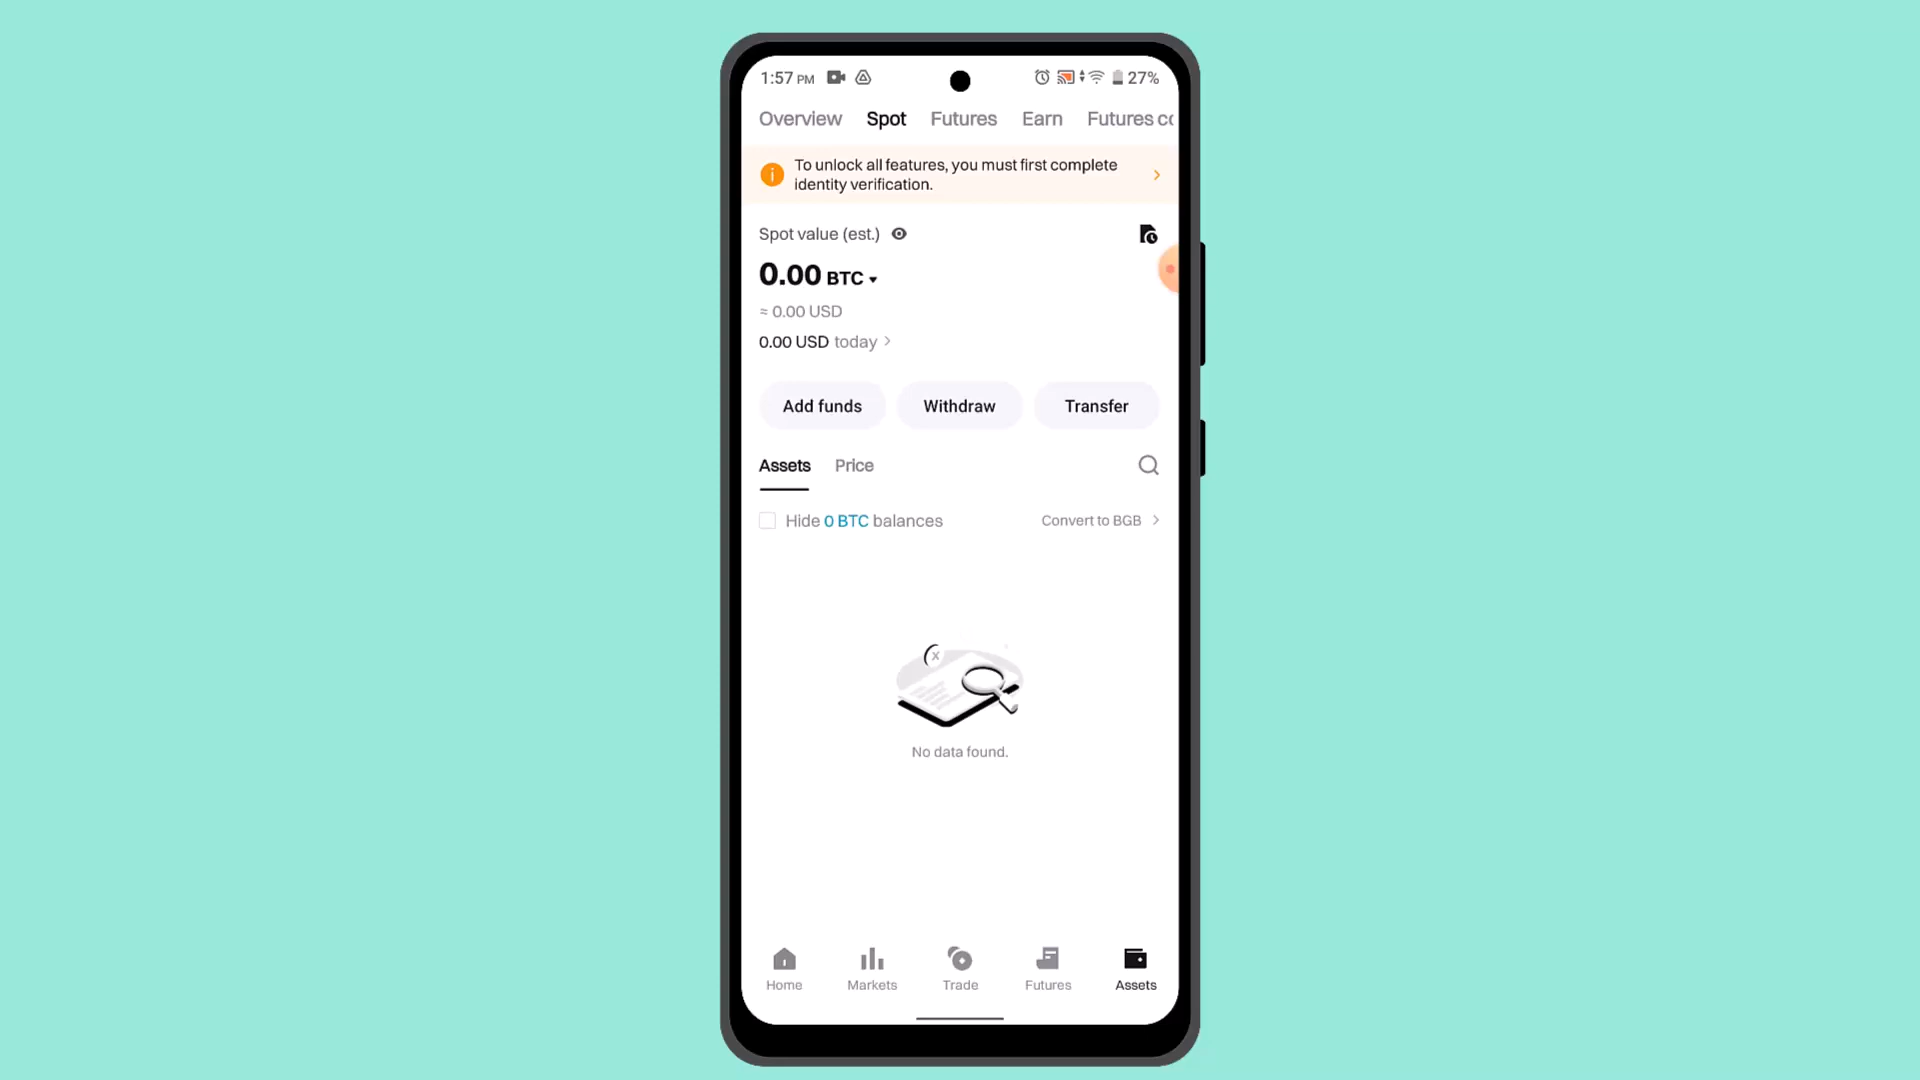 1:57 PM 27%
Overview Spot Futures Earn Futures co
To unlock all features, you must first complete
identity verification.
Spot value (est.)
0.00 BTC
≈ 0.00 USD
0.00 USD today
Add funds Withdraw Transfer
Assets Price
Hide 0 BTC balances Convert to BGB
No data found.
Home Markets Trade Futures Assets